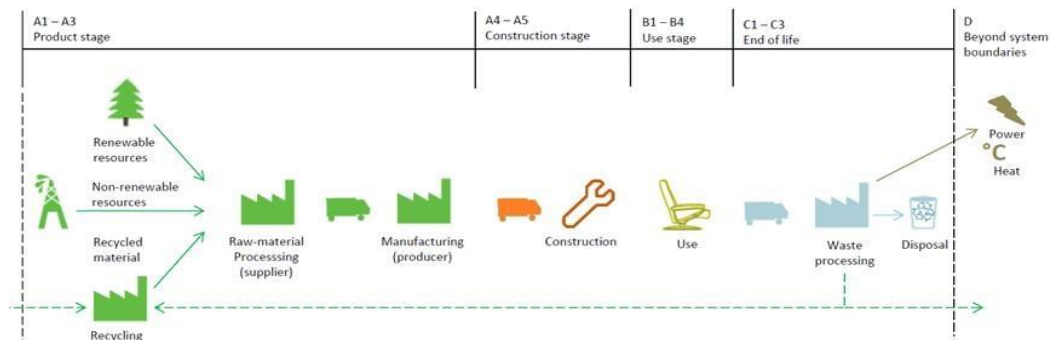 A1 – A3
Product stage
A4 – A5
Construction stage
B1 – B4
Use stage
C1 – C3
End of life
D
Beyond system
boundaries
Renewable
resources
Non-renewable
resources
Recycled
material
Recycling
Raw-material
Processsing
(supplier)
Manufacturing
(producer)
Construction
Use
Waste
processing
Disposal
Power
°C
Heat